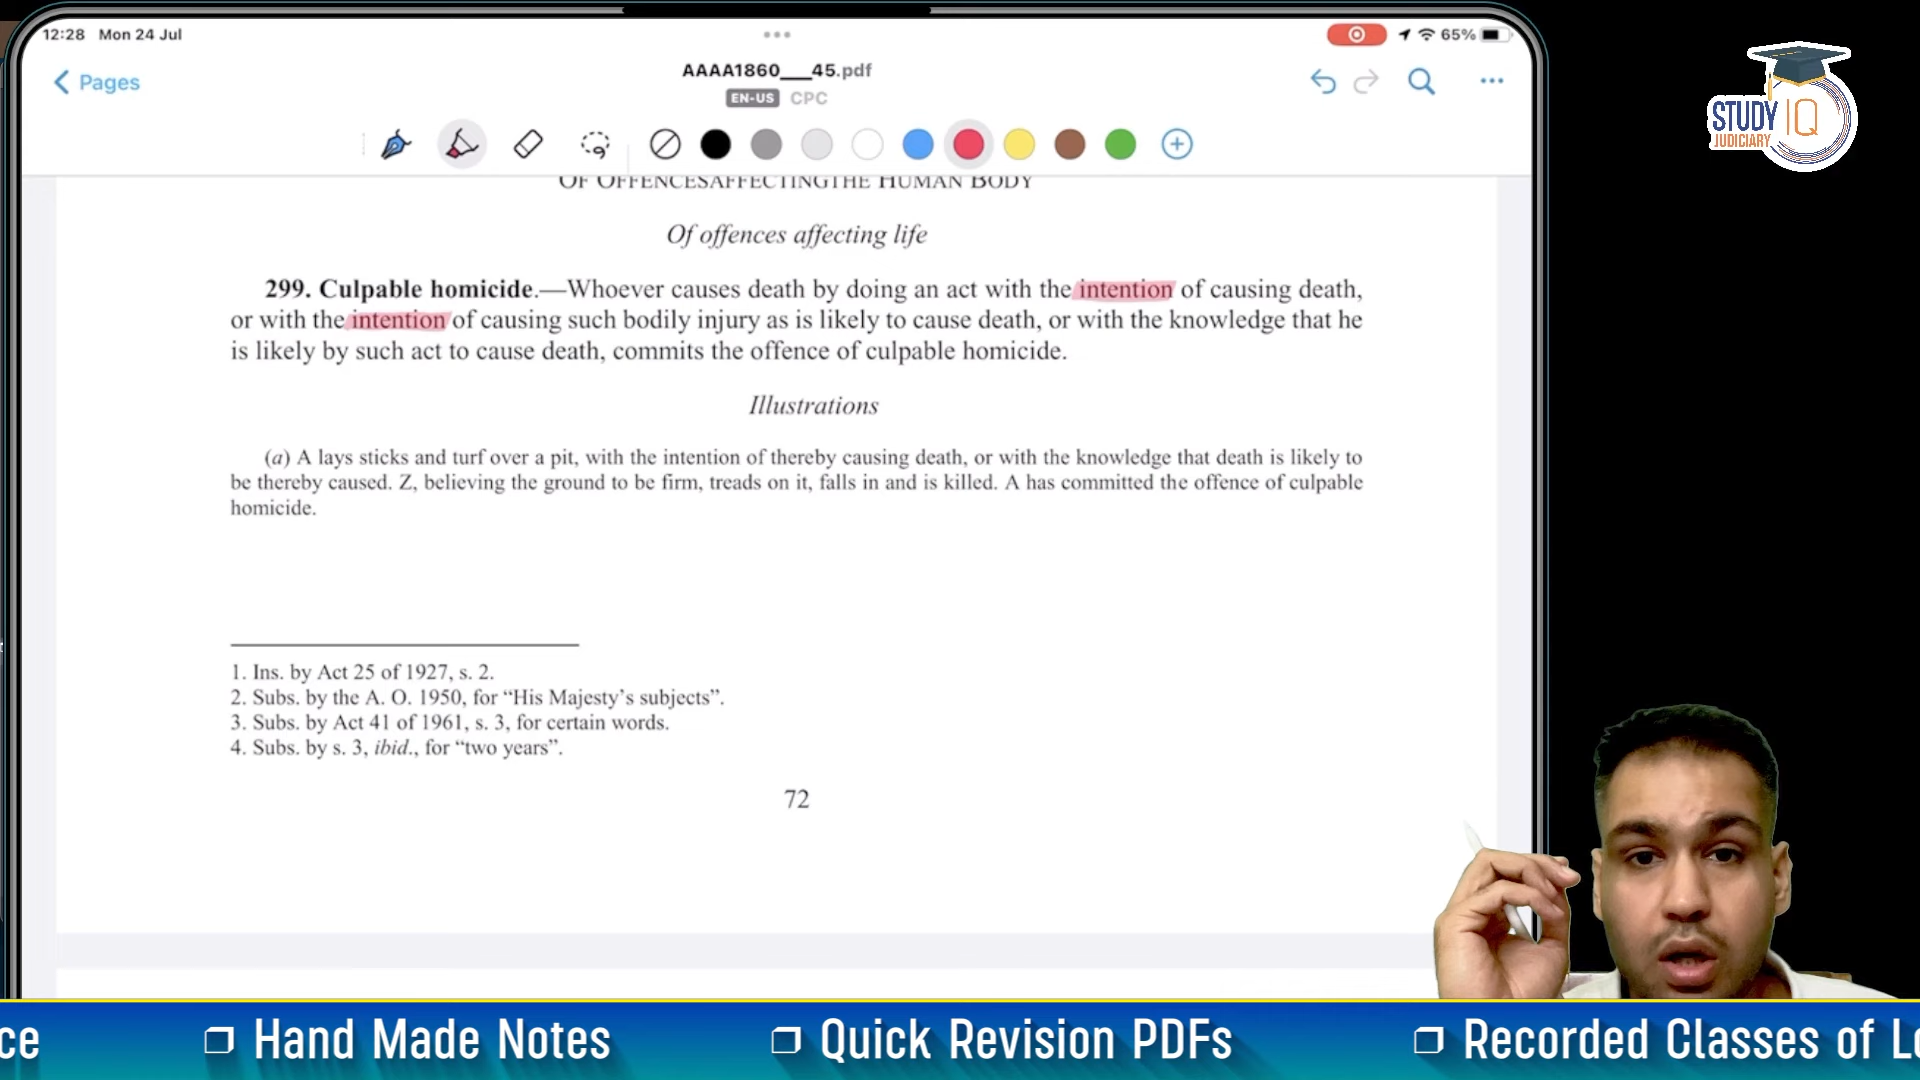 12:28 Mon 24 Jul
65%
Pages
AAAA1860___45.pdf
EN-US CPC
STUDY IQ
JUDICIARY
OF OFFENCESAFFECTINGTHE HUMAN BODY
Of offences affecting life
299. Culpable homicide.—Whoever causes death by doing an act with the intention of causing death,
or with the intention of causing such bodily injury as is likely to cause death, or with the knowledge that he
is likely by such act to cause death, commits the offence of culpable homicide.
Illustrations
(a) A lays sticks and turf over a pit, with the intention of thereby causing death, or with the knowledge that death is likely to
be thereby caused. Z, believing the ground to be firm, treads on it, falls in and is killed. A has committed the offence of culpable
homicide.
1. Ins. by Act 25 of 1927, s. 2.
2. Subs. by the A. O. 1950, for “His Majesty’s subjects”.
3. Subs. by Act 41 of 1961, s. 3, for certain words.
4. Subs. by s. 3, ibid., for “two years”.
72
ce ❐ Hand Made Notes ❐ Quick Revision PDFs ❐ Recorded Classes of